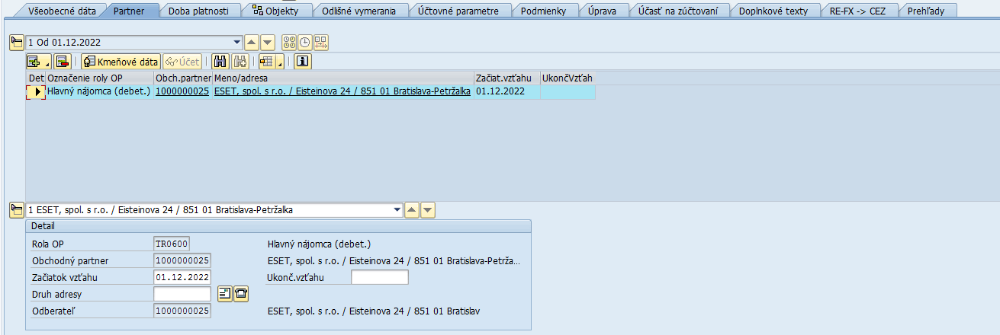 Všeobecné dáta Partner Doba platnosti Objekty Odlišné vymerania Účtovné parametre Podmienky Úprava Účasť na zúčtovaní Doplnkové texty RE-FX -> CEZ Prehľady
1 Od 01.12.2022
Kmeňové dáta Účet
Det Označenie roly OP Obch.partner Meno/adresa Začiat.vzťahu UkončVzťah
Hlavný nájomca (debet.) 1000000025 ESET, spol. s r.o. / Eisteinova 24 / 851 01 Bratislava-Petržalka 01.12.2022
1 ESET, spol. s r.o. / Eisteinova 24 / 851 01 Bratislava-Petržalka
Detail
Rola OP TR0600 Hlavný nájomca (debet.)
Obchodný partner 1000000025 ESET, spol. s r.o. / Eisteinova 24 / 851 01 Bratislava-Petrža...
Začiatok vzťahu 01.12.2022 Ukonč.vzťahu
Druh adresy
Odberateľ 1000000025 ESET, spol. s r.o. / Eisteinova 24 / 851 01 Bratislav